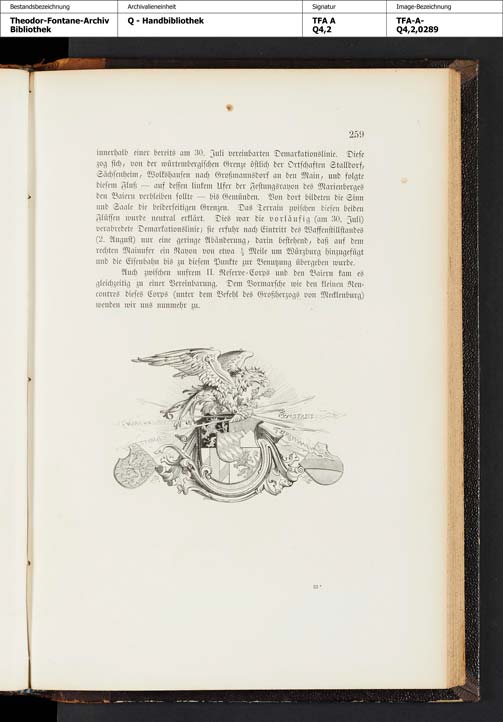 Bestandsbezeichnung
Theodor-Fontane-Archiv
Bibliothek
Archivalieneinheit
Q - Handbibliothek
Signatur
TFA A
Q4,2
Image-Bezeichnung
TFA-A-
Q4,2,0289
259
innerhalb einer bereits am 30. Juli vereinbarten Demarkationslinie. Diese
zog sich, von der würtembergischen Grenze östlich der Ortschaften Stalldorf,
Sächsenheim, Wolkshausen nach Großmannsdorf an den Main, und folgte
diesem Fluß — auf dessen linkem Ufer der Festungsrayon des Marienberges
den Baiern verbleiben sollte — bis Gemünden. Von dort bildeten die Sinn
und Saale die beiderseitigen Grenzen. Das Terrain zwischen diesen beiden
Flüssen wurde neutral erklärt. Dies war die vorläufig (am 30. Juli)
verabredete Demarkationslinie; sie erfuhr nach Eintritt des Waffenstillstandes
(2. August) nur eine geringe Abänderung, darin bestehend, daß auf dem
rechten Mainufer ein Rayon von etwa ½ Meile um Würzburg hinzugefügt
und die Eisenbahn bis zu diesem Punkte zur Benutzung übergeben wurde.
Auch zwischen unsrem II. Reserve-Corps und den Baiern kam es
gleichzeitig zu einer Vereinbarung. Dem Vormarsche wie den kleinen Ren-
contres dieses Corps (unter dem Befehl des Großherzogs von Mecklenburg)
wenden wir uns nunmehr zu.